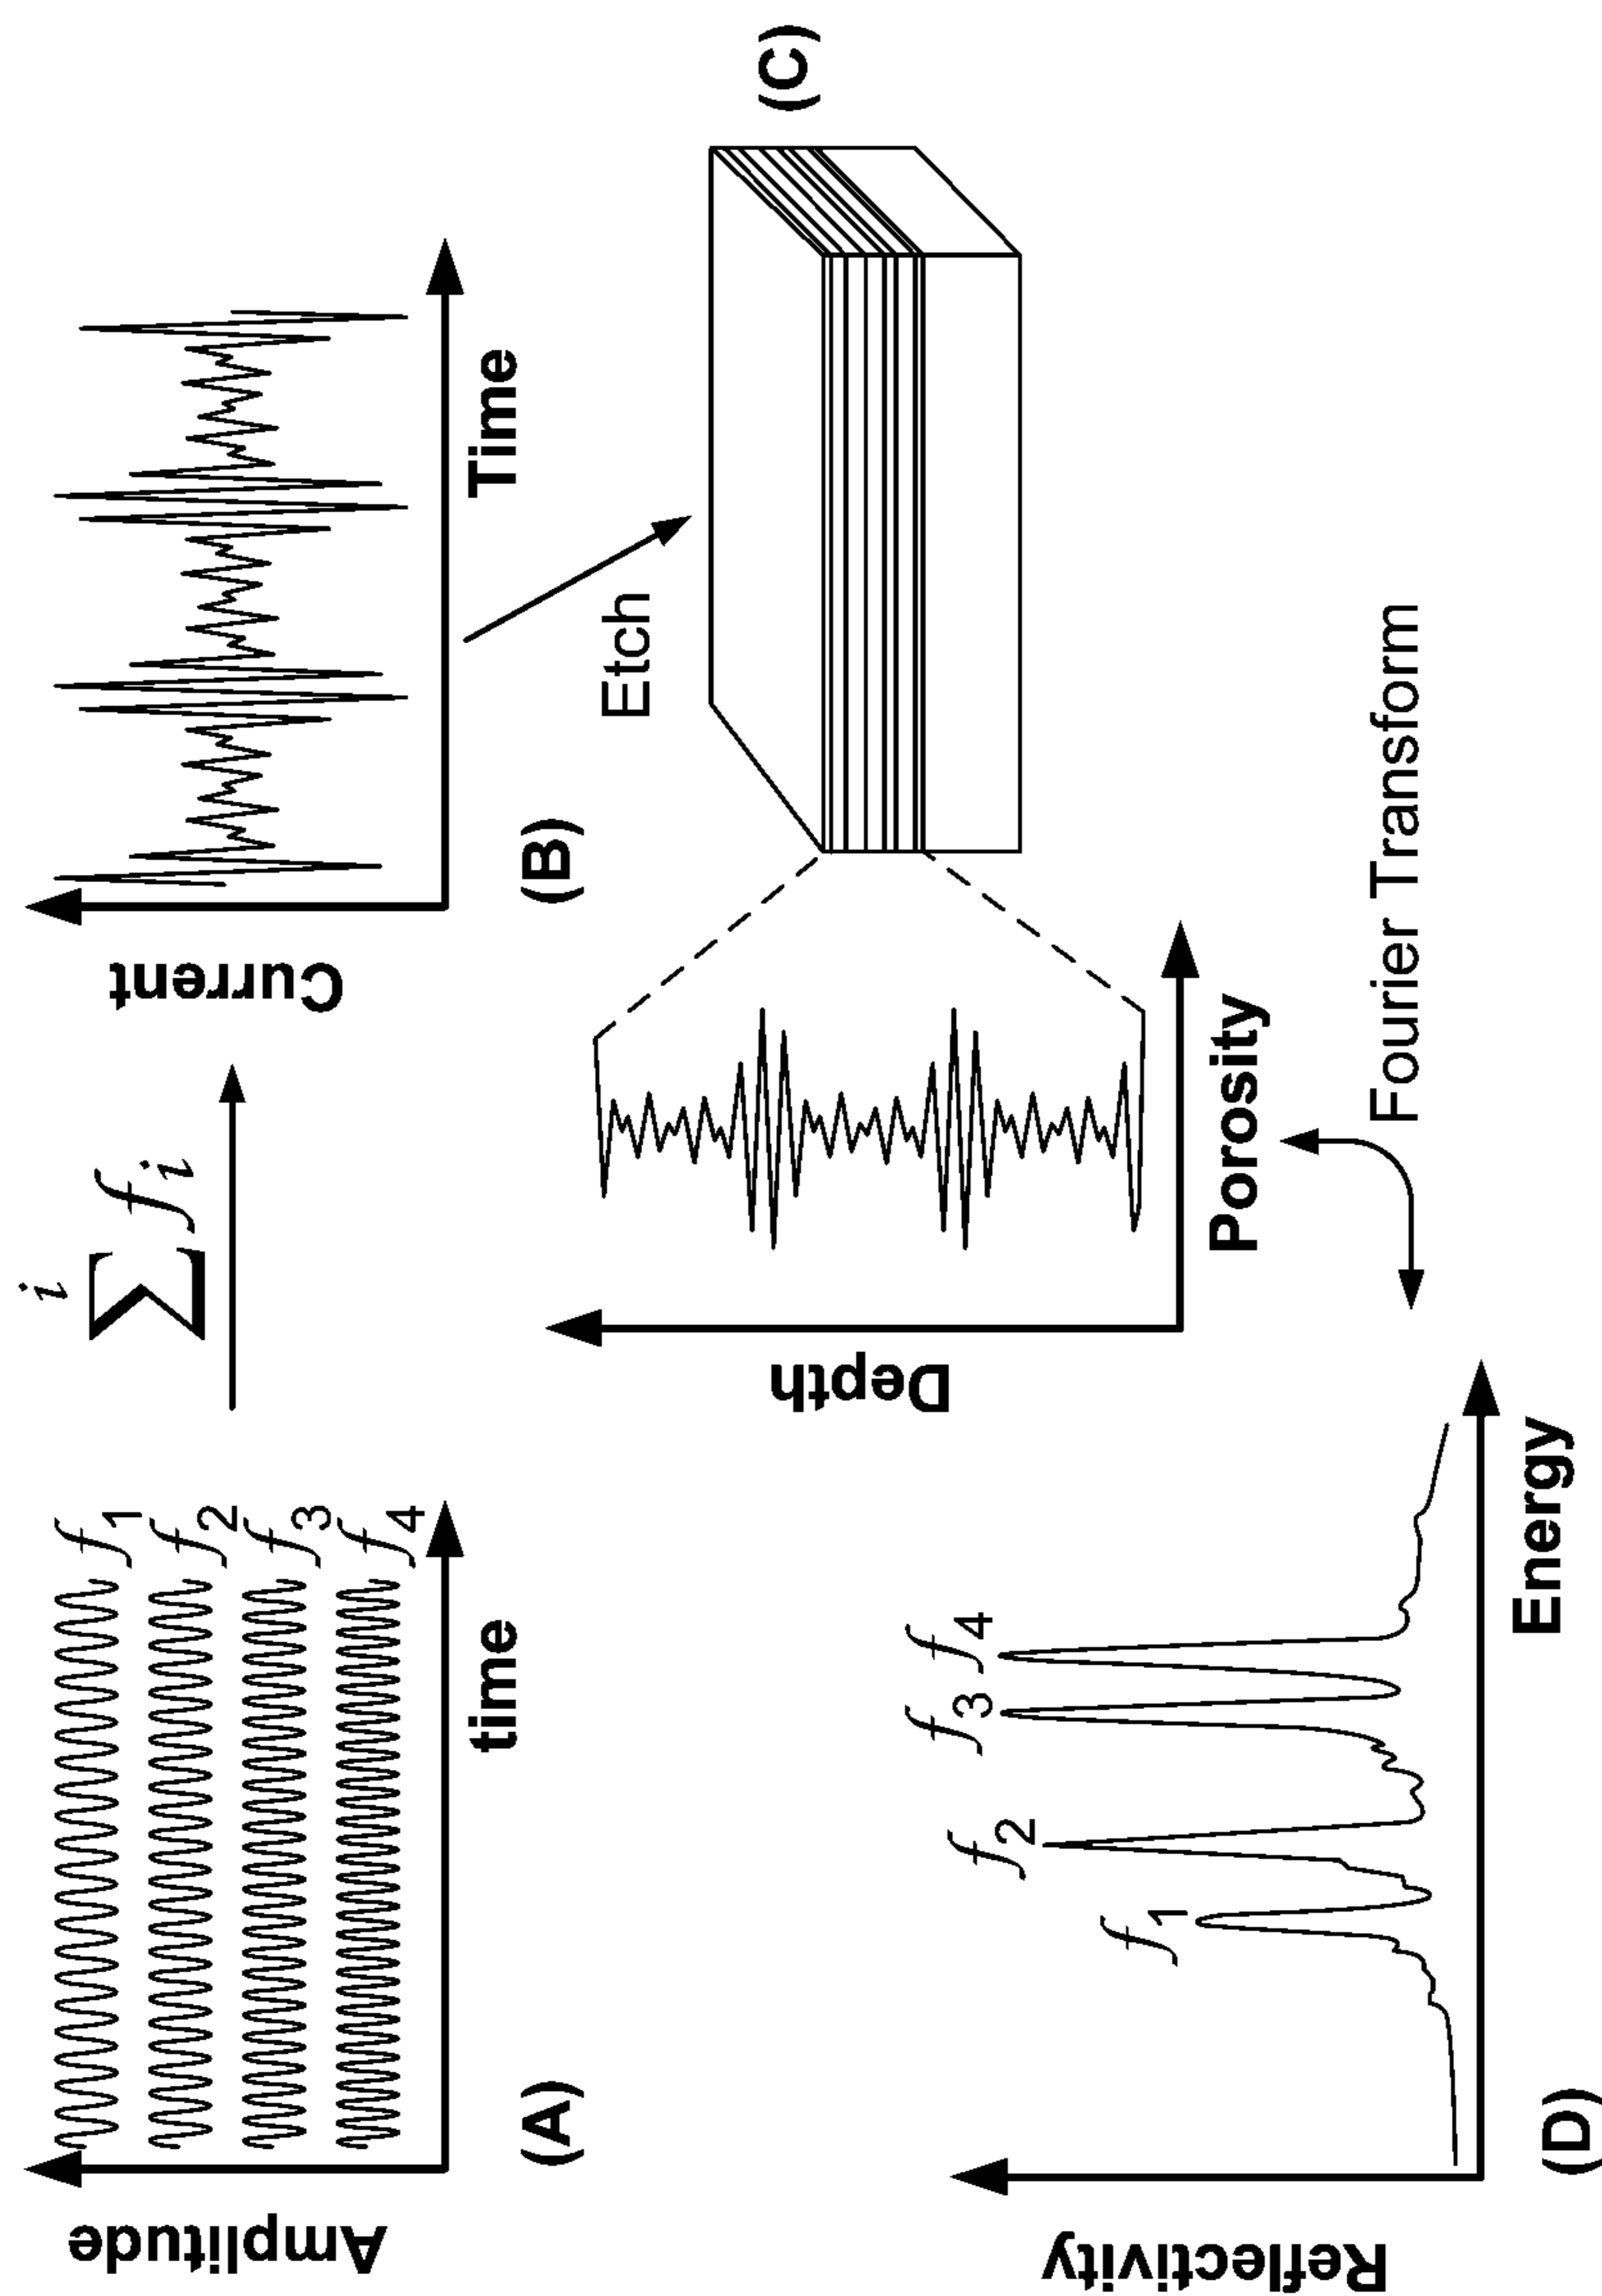 Amplitude
f1
f2
f3
f4
time
(A)
i
∑ fi
Current
Time
(B)
Etch
(C)
Depth
Porosity
Fourier Transform
Reflectivity
f1
f2
f3
f4
Energy
(D)